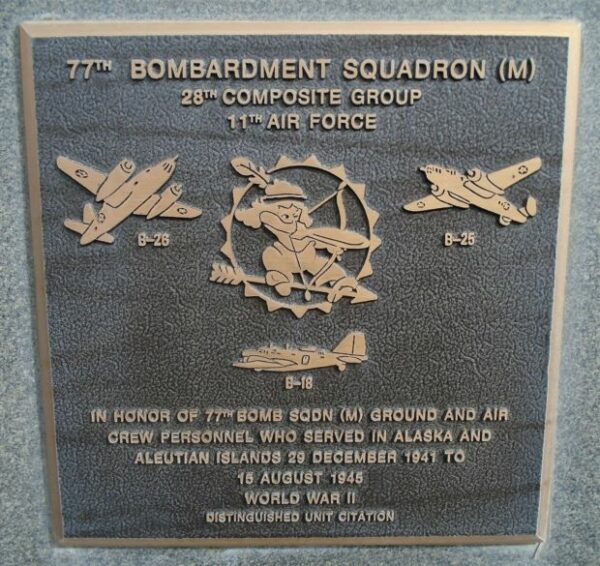 77TH BOMBARDMENT SQUADRON (M)
28TH COMPOSITE GROUP
11TH AIR FORCE
B-26
B-25
B-18
IN HONOR OF 77TH BOMB SQDN (M) GROUND AND AIR
CREW PERSONNEL WHO SERVED IN ALASKA AND
ALEUTIAN ISLANDS 29 DECEMBER 1941 TO
15 AUGUST 1945
WORLD WAR II
DISTINGUISHED UNIT CITATION